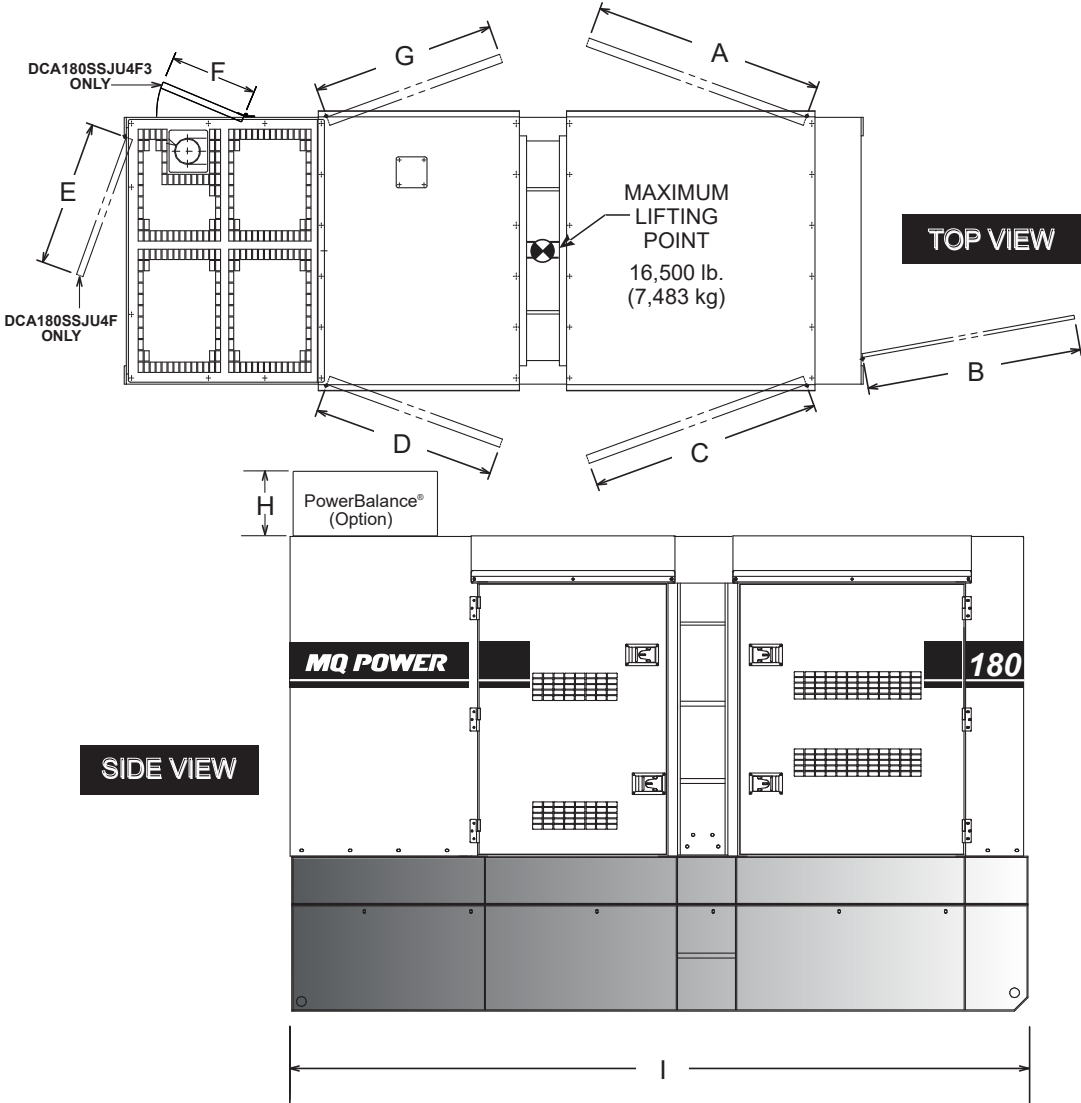 G
A
DCA180SSJU4F3
ONLY
F
E
MAXIMUM
LIFTING
POINT
16,500 lb.
(7,483 kg)
TOP VIEW
DCA180SSJU4F
ONLY
B
D
C
H
PowerBalance®
(Option)
MQ POWER
180
SIDE VIEW
I